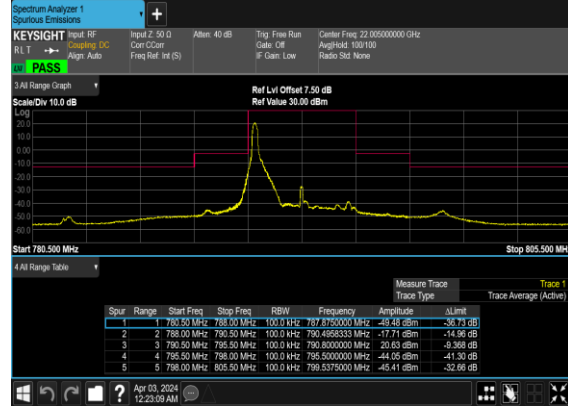 Spectrum Analyzer 1
Spurious Emissions
+
KEYSIGHT Input: RF Input Z: 50 Ω Atten: 40 dB Trig: Free Run Center Freq: 22.005000000 GHz
RLT Coupling: DC Corr CCorr Gate: Off Avg|Hold: 100/100
Align: Auto Freq Ref: Int (S) IF Gain: Low Radio Std: None
PASS
3 All Range Graph
Ref Lvl Offset 7.50 dB
Scale/Div 10.0 dB Ref Value 30.00 dBm
Log
20.0
10.0
0.00
-10.0
-20.0
-30.0
-40.0
-50.0
-60.0
Start 780.500 MHz Stop 805.500 MH
4 All Range Table
Measure Trace Trace 1
Trace Type Trace Average (Active)
Spur Range Start Freq Stop Freq RBW Frequency Amplitude ΔLimit
1 1 780.50 MHz 788.00 MHz 100.0 kHz 787.8750000 MHz -49.48 dBm -36.73 dB
2 2 788.00 MHz 790.50 MHz 100.0 kHz 790.4958333 MHz -17.71 dBm -14.96 dB
3 3 790.50 MHz 795.50 MHz 100.0 kHz 790.8000000 MHz 20.63 dBm -9.368 dB
4 4 795.50 MHz 798.00 MHz 100.0 kHz 795.5000000 MHz -44.05 dBm -41.30 dB
5 5 798.00 MHz 805.50 MHz 100.0 kHz 799.5375000 MHz -45.41 dBm -32.66 dB
? Apr 03, 2024
12:23:09 AM